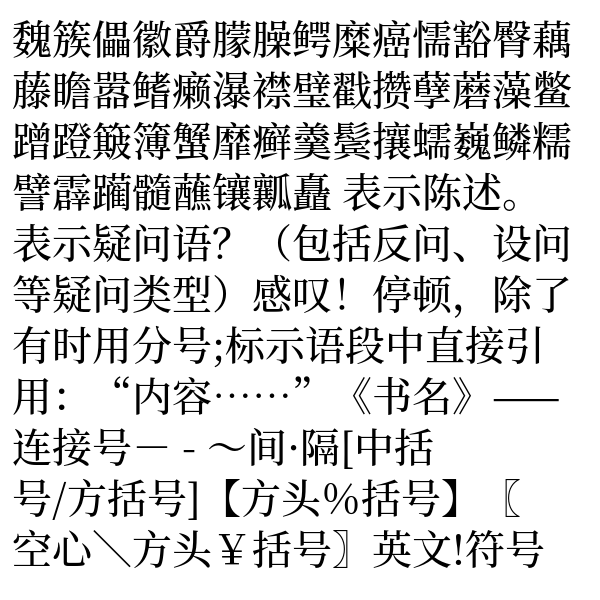 魏簇儡徽爵朦臊鳄糜癌懦豁臀藕
藤瞻嚣鳍癞瀑襟璧戳攒孽蘑藻鳖
蹭蹬簸簿蟹靡癣羹鬓攘蠕巍鳞糯
譬霹躏髓蘸镶瓤矗 表示陈述。
表示疑问语？（包括反问、设问
等疑问类型）感叹！停顿，除了
有时用分号;标示语段中直接引
用：“内容……”《书名》——
连接号－ - ～间·隔[中括
号/方括号]【方头％括号】〖
空心＼方头￥括号〗英文!符号